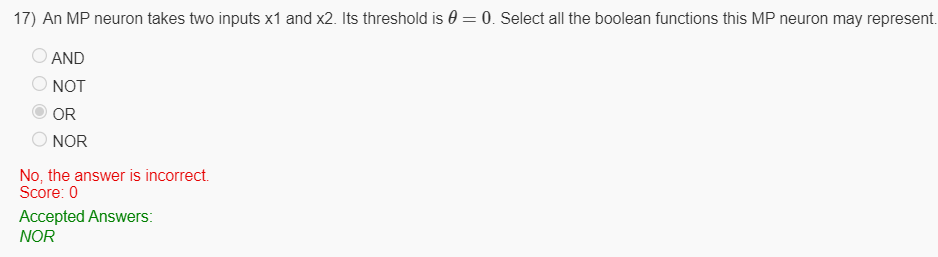 17) An MP neuron takes two inputs x1 and x2. Its threshold is θ = 0. Select all the boolean functions this MP neuron may represent.
AND
NOT
OR
NOR
No, the answer is incorrect.
Score: 0
Accepted Answers:
NOR